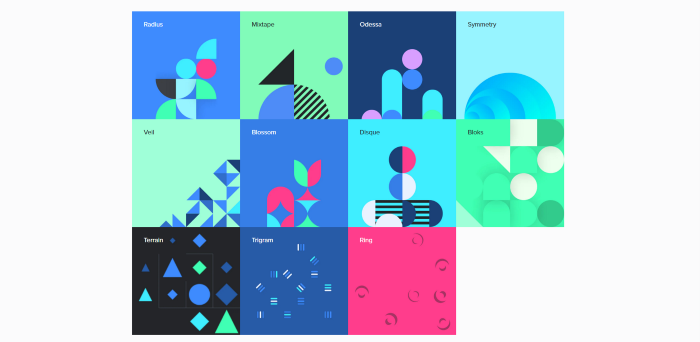 Radius
Mixtape
Odessa
Symmetry
Veil
Blossom
Disque
Bloks
Terrain
Trigram
Ring